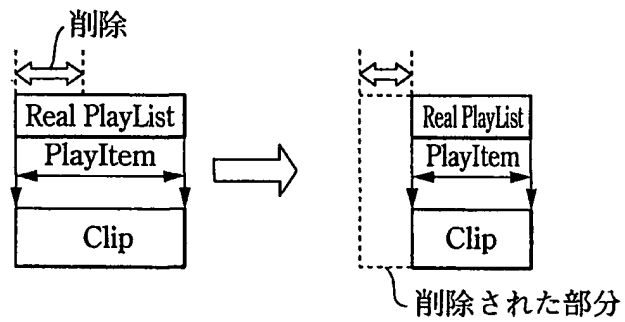 削除
Real PlayList
PlayItem
Clip
Real PlayList
PlayItem
Clip
削除された部分